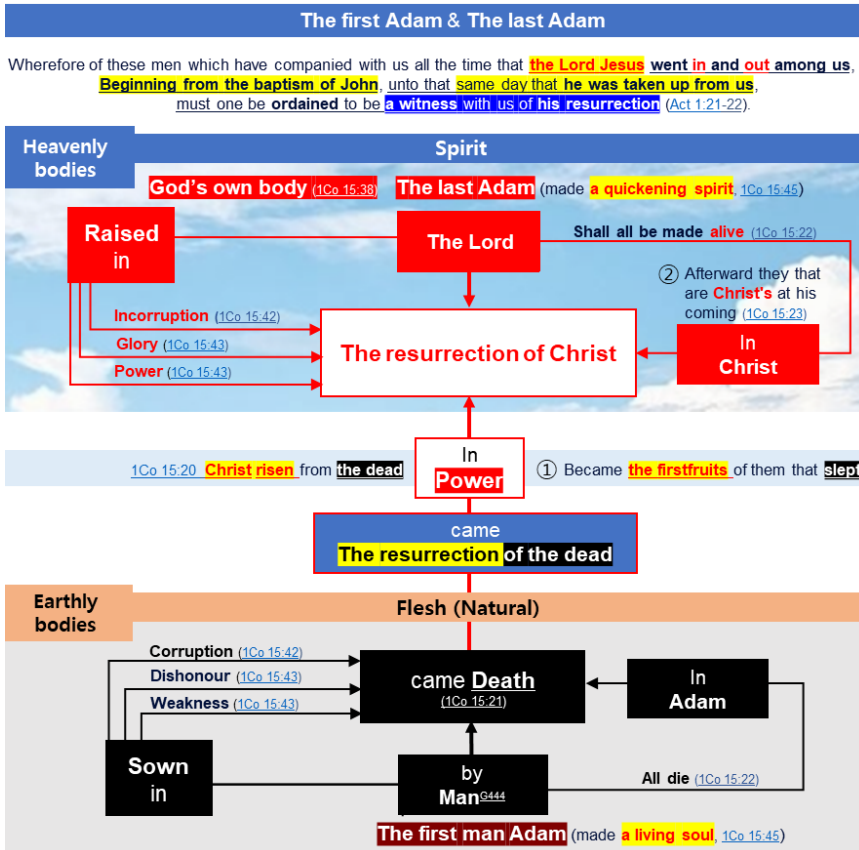 The first Adam & The last Adam
Wherefore of these men which have companied with us all the time that the Lord Jesus went in and out among us,
Beginning from the baptism of John, unto that same day that he was taken up from us,
must one be ordained to be a witness with us of his resurrection (Act 1:21-22).
Heavenly
bodies
Spirit
God's own body (1Co 15:38)
The last Adam (made a quickening spirit, 1Co 15:45)
Raised
in
The Lord
Shall all be made alive (1Co 15:22)
② Afterward they that
are Christ's at his
coming (1Co 15:23)
Incorruption (1Co 15:42)
Glory (1Co 15:43)
Power (1Co 15:43)
The resurrection of Christ
In
Christ
1Co 15:20 Christ risen from the dead
In
Power
① Became the firstfruits of them that slept
came
The resurrection of the dead
Earthly
bodies
Flesh (Natural)
Corruption (1Co 15:42)
Dishonour (1Co 15:43)
Weakness (1Co 15:43)
came Death
(1Co 15:21)
In
Adam
Sown
in
by
Man G444
All die (1Co 15:22)
The first man Adam (made a living soul, 1Co 15:45)